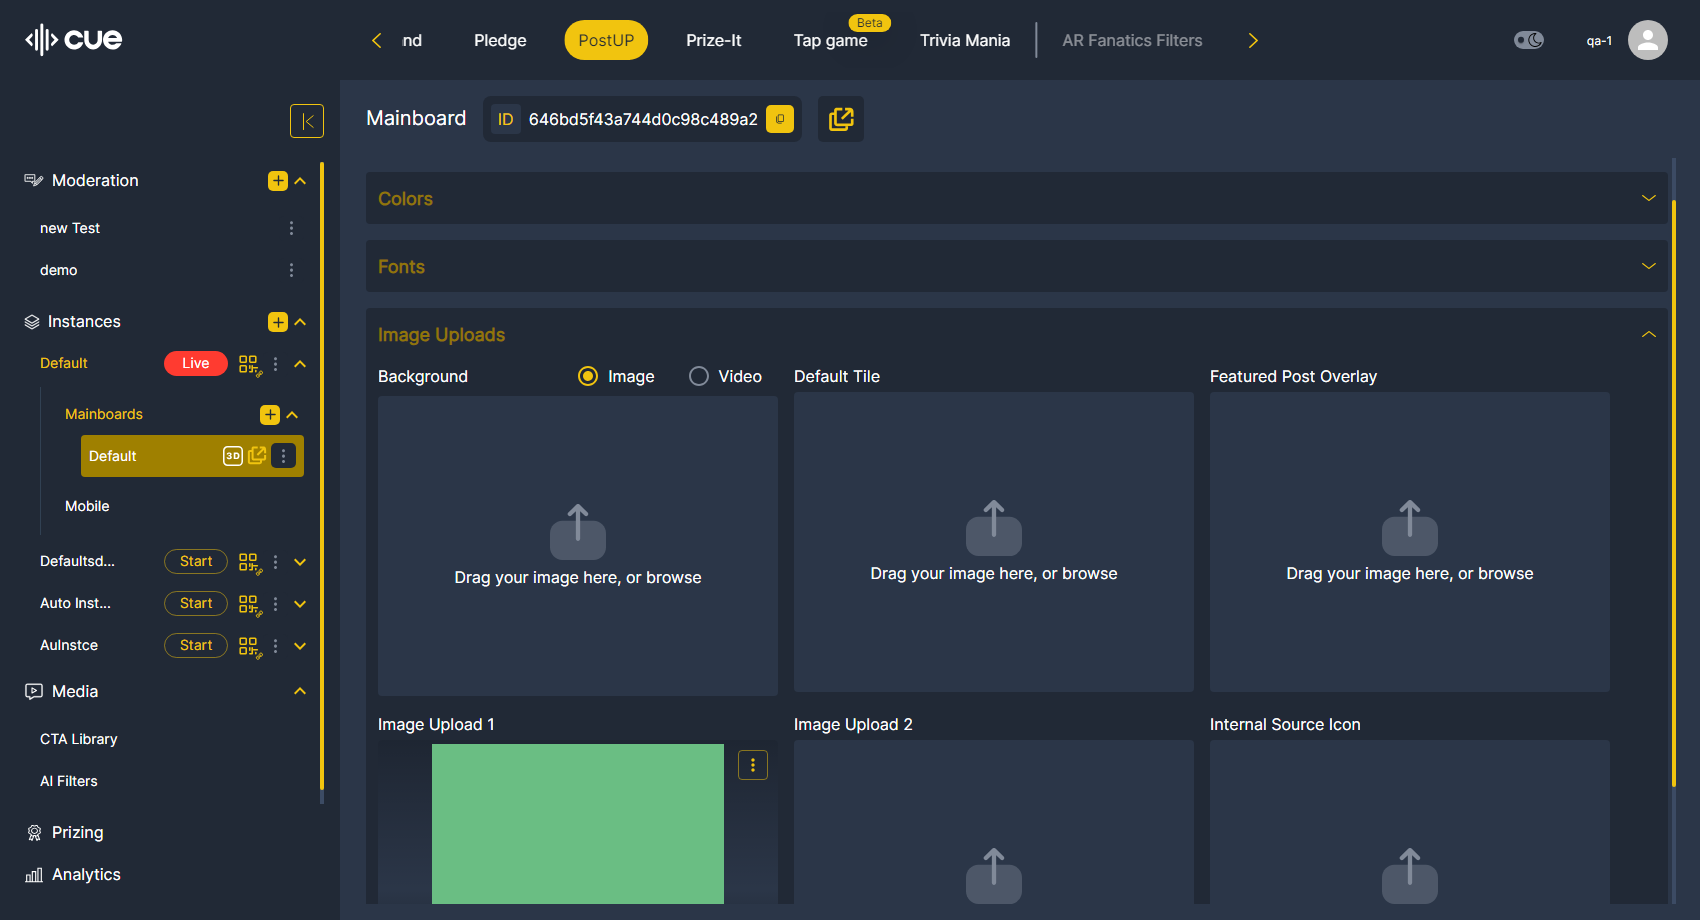 cue
nd
Pledge
PostUP
Prize-It
Tap game
Beta
Trivia Mania
AR Fanatics Filters
qa-1
Mainboard
ID
646bd5f43a744d0c98c489a2
Moderation
new Test
demo
Instances
Default
Live
Mainboards
Default
3D
Mobile
Defaultsd...
Start
Auto Inst...
Start
AuInstce
Start
Media
CTA Library
AI Filters
Prizing
Analytics
Colors
Fonts
Image Uploads
Background
Image
Video
Default Tile
Featured Post Overlay
Drag your image here, or browse
Drag your image here, or browse
Drag your image here, or browse
Image Upload 1
Image Upload 2
Internal Source Icon